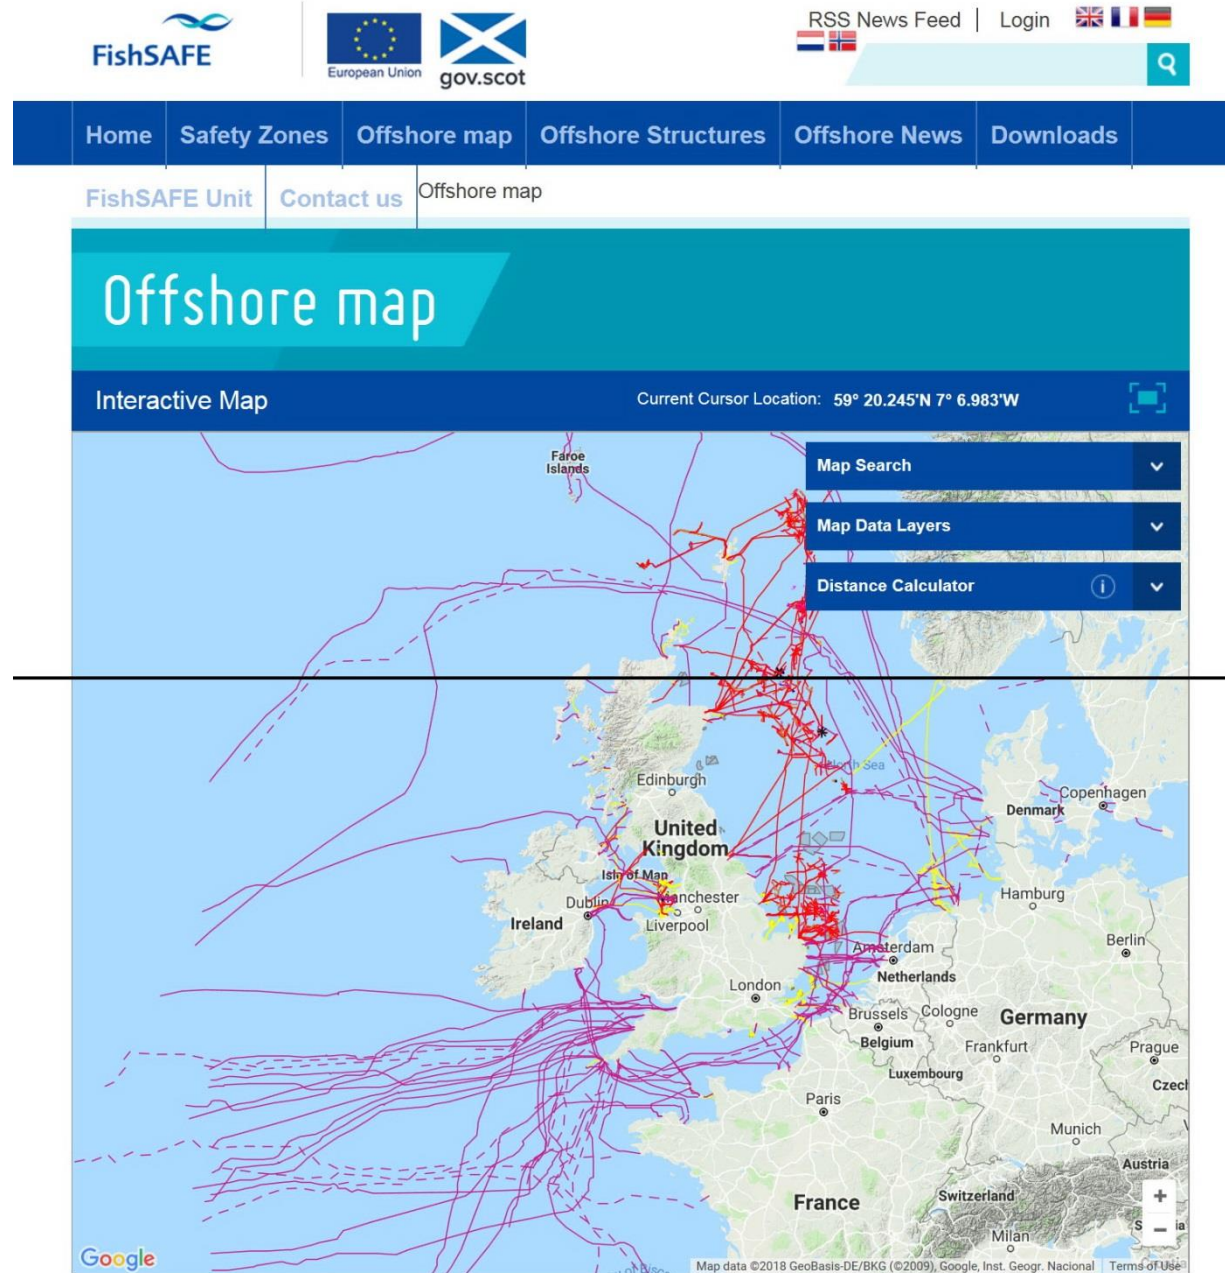 RSS News Feed
Login
FishSAFE
European Union
gov.scot
Home
Safety Zones
Offshore map
Offshore Structures
Offshore News
Downloads
FishSAFE Unit
Contact us
Offshore map
Offshore map
Interactive Map
Current Cursor Location: 59° 20.245'N 7° 6.983'W
Faroe
Islands
Map Search
Map Data Layers
Distance Calculator
North Sea
Edinburgh
Copenhagen
Denmark
United
Kingdom
Isle of Man
Hamburg
Dublin
Manchester
Ireland
Liverpool
Berlin
Amsterdam
Netherlands
London
Brussels
Cologne
Germany
Belgium
Frankfurt
Prague
Luxembourg
Czech
Paris
Munich
Austria
France
Switzerland
Milan
Google
Map data ©2018 GeoBasis-DE/BKG (©2009), Google, Inst. Geogr. Nacional
Terms of Use